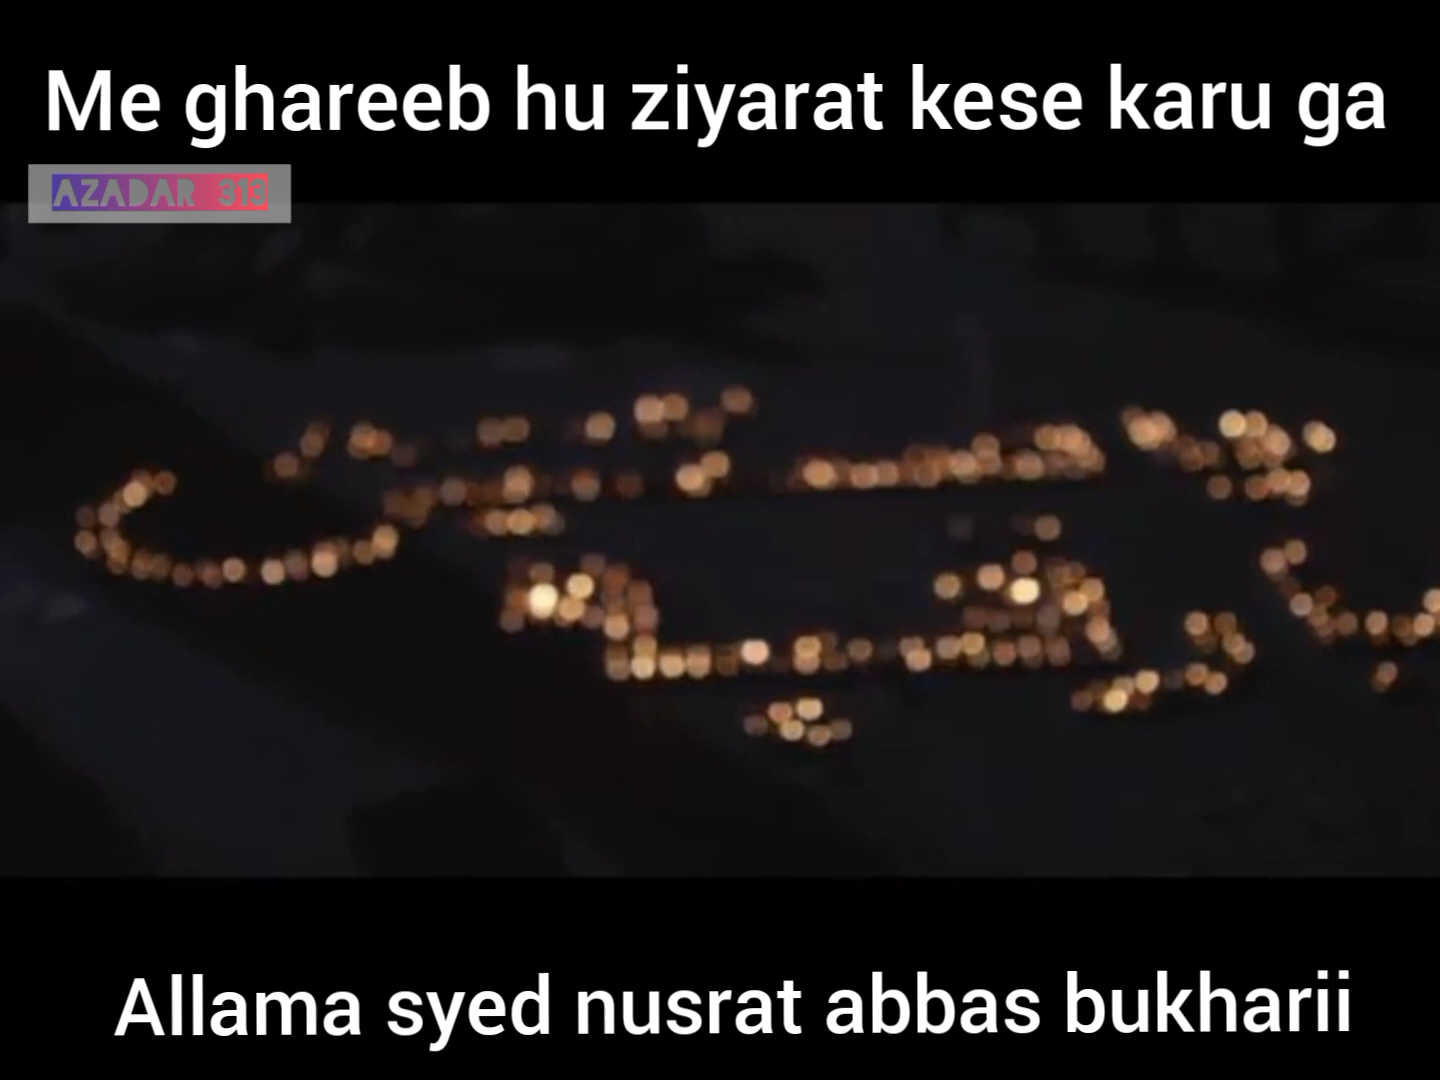 Me ghareeb hu ziyarat kese karu ga
AZADAR 313
Allama syed nusrat abbas bukharii